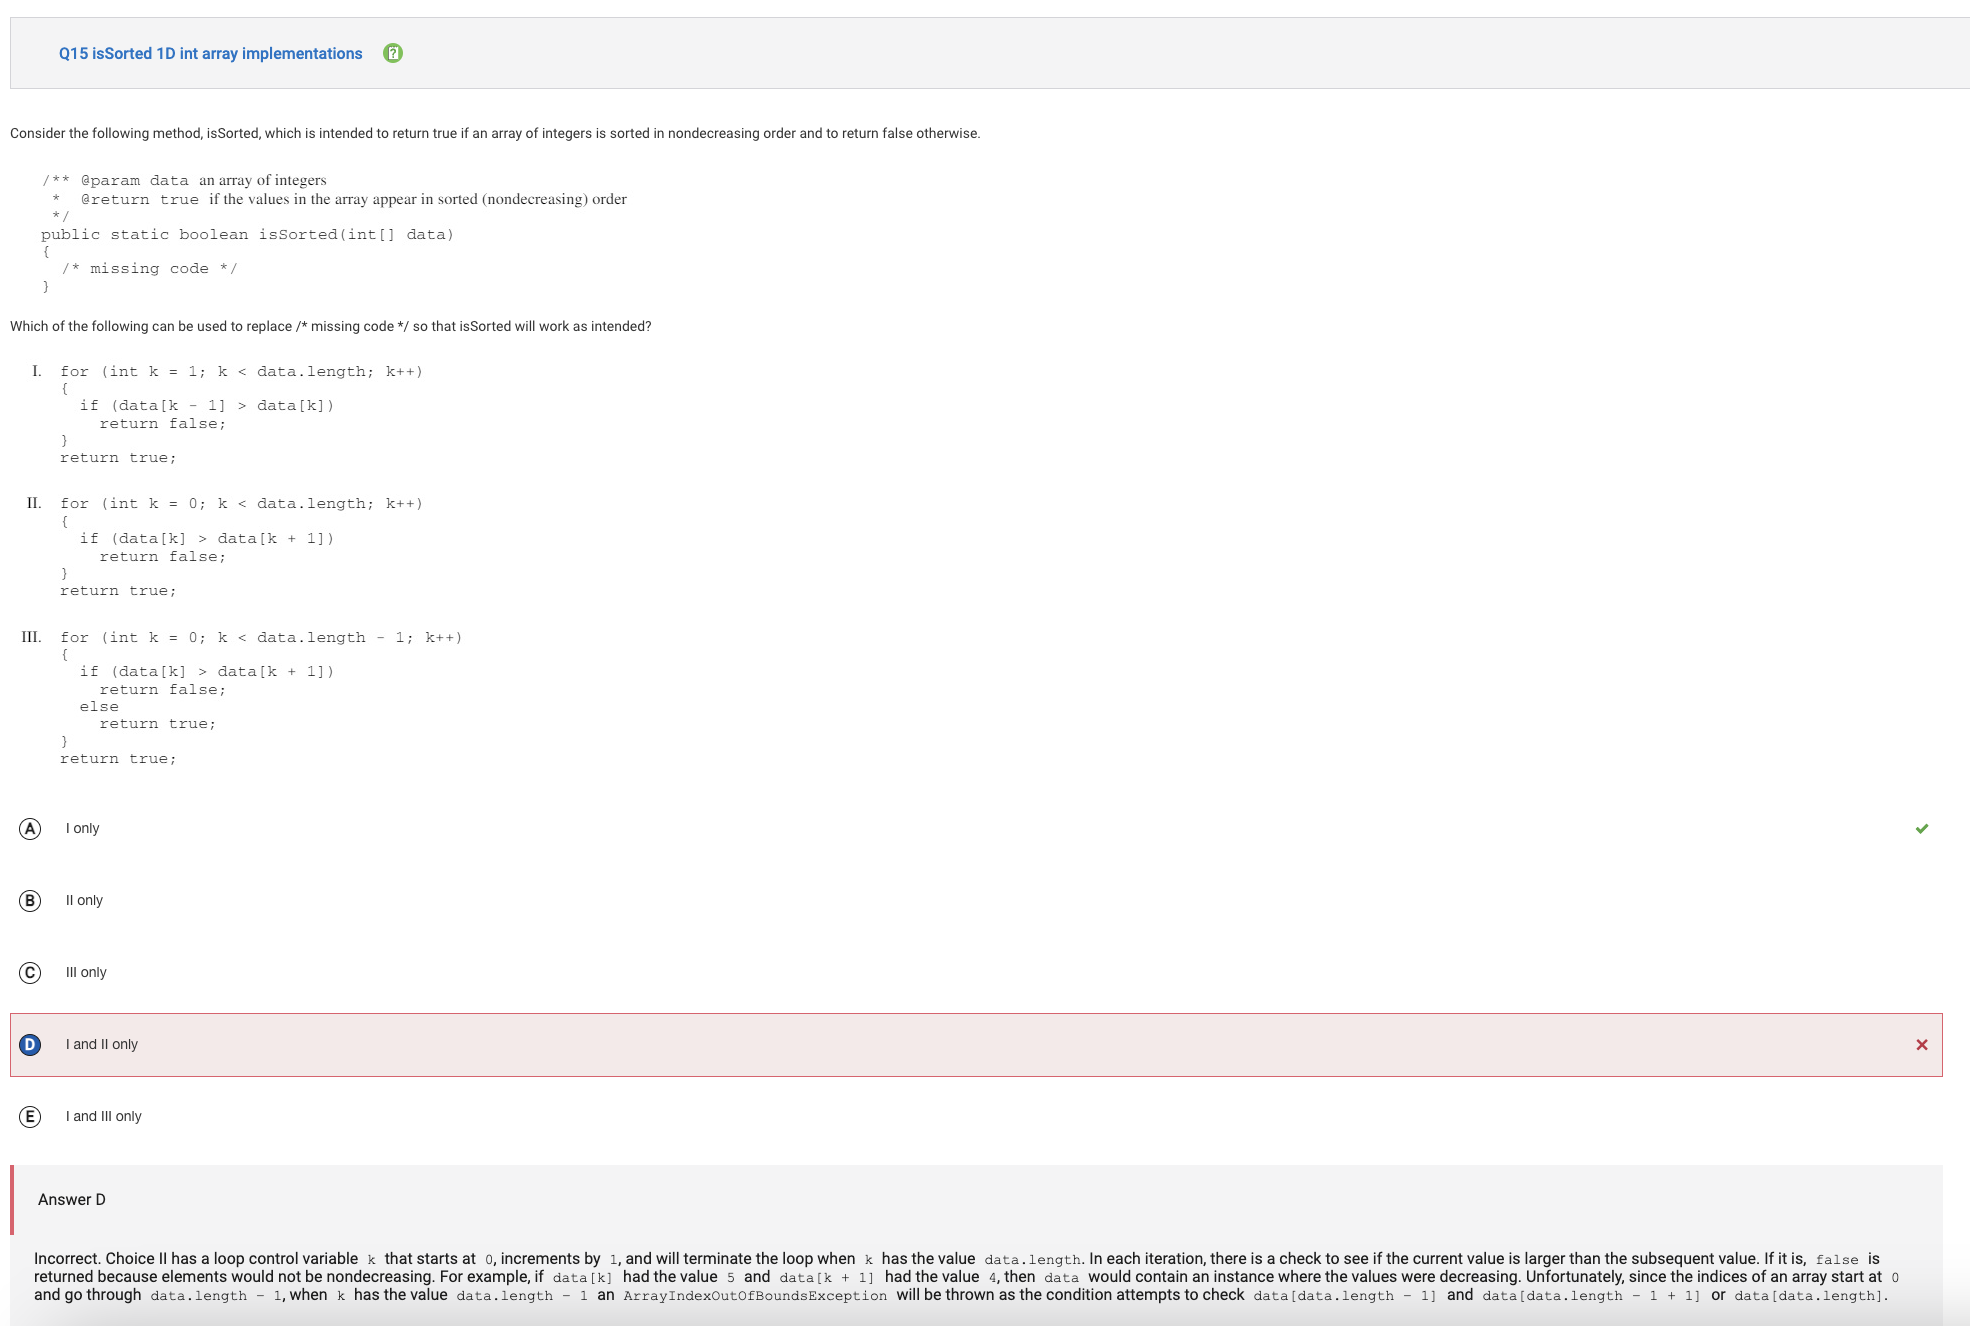 Q15 isSorted 1D int array implementations
Consider the following method, isSorted, which is intended to return true if an array of integers is sorted in nondecreasing order and to return false otherwise.
/** @param data an array of integers
 *  @return true if the values in the array appear in sorted (nondecreasing) order
 */
public static boolean isSorted(int[] data)
{
  /* missing code */
}
Which of the following can be used to replace /* missing code */ so that isSorted will work as intended?
I. for (int k = 1; k < data.length; k++)
{
  if (data[k - 1] > data[k])
    return false;
}
return true;
II. for (int k = 0; k < data.length; k++)
{
  if (data[k] > data[k + 1])
    return false;
}
return true;
III. for (int k = 0; k < data.length - 1; k++)
{
  if (data[k] > data[k + 1])
    return false;
  else
    return true;
}
return true;
A I only
B II only
C III only
D I and II only
E I and III only
Answer D
Incorrect. Choice II has a loop control variable k that starts at 0, increments by 1, and will terminate the loop when k has the value data.length. In each iteration, there is a check to see if the current value is larger than the subsequent value. If it is, false is
returned because elements would not be nondecreasing. For example, if data[k] had the value 5 and data[k + 1] had the value 4, then data would contain an instance where the values were decreasing. Unfortunately, since the indices of an array start at 0
and go through data.length - 1, when k has the value data.length - 1 an ArrayIndexOutOfBoundsException will be thrown as the condition attempts to check data[data.length - 1] and data[data.length - 1 + 1] or data[data.length].